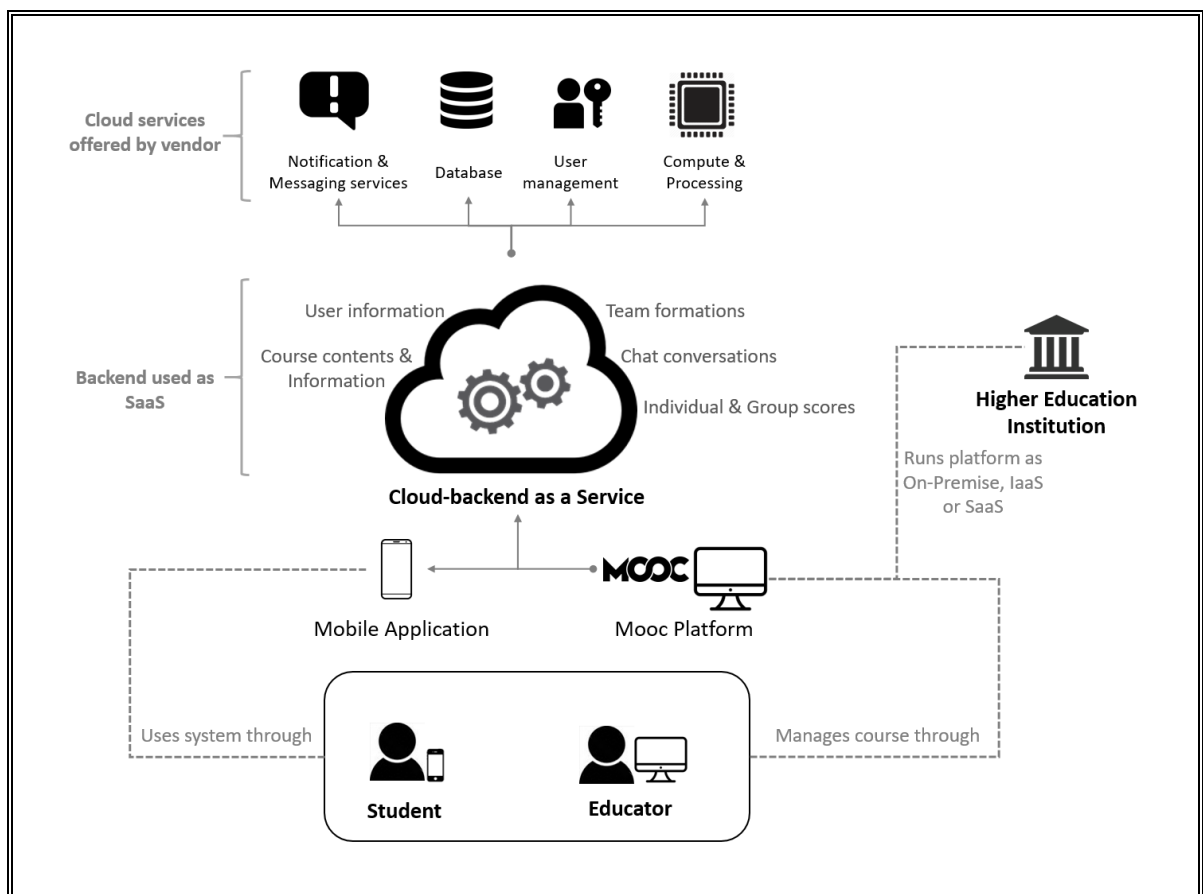 Cloud services
offered by vendor
Notification &
Messaging services
Database
User
management
Compute &
Processing
Backend used as
SaaS
User information
Course contents &
Information
Team formations
Chat conversations
Individual & Group scores
Cloud-backend as a Service
Higher Education
Institution
Runs platform as
On-Premise, IaaS
or SaaS
Mobile Application
MOOC
Mooc Platform
Uses system through
Manages course through
Student
Educator